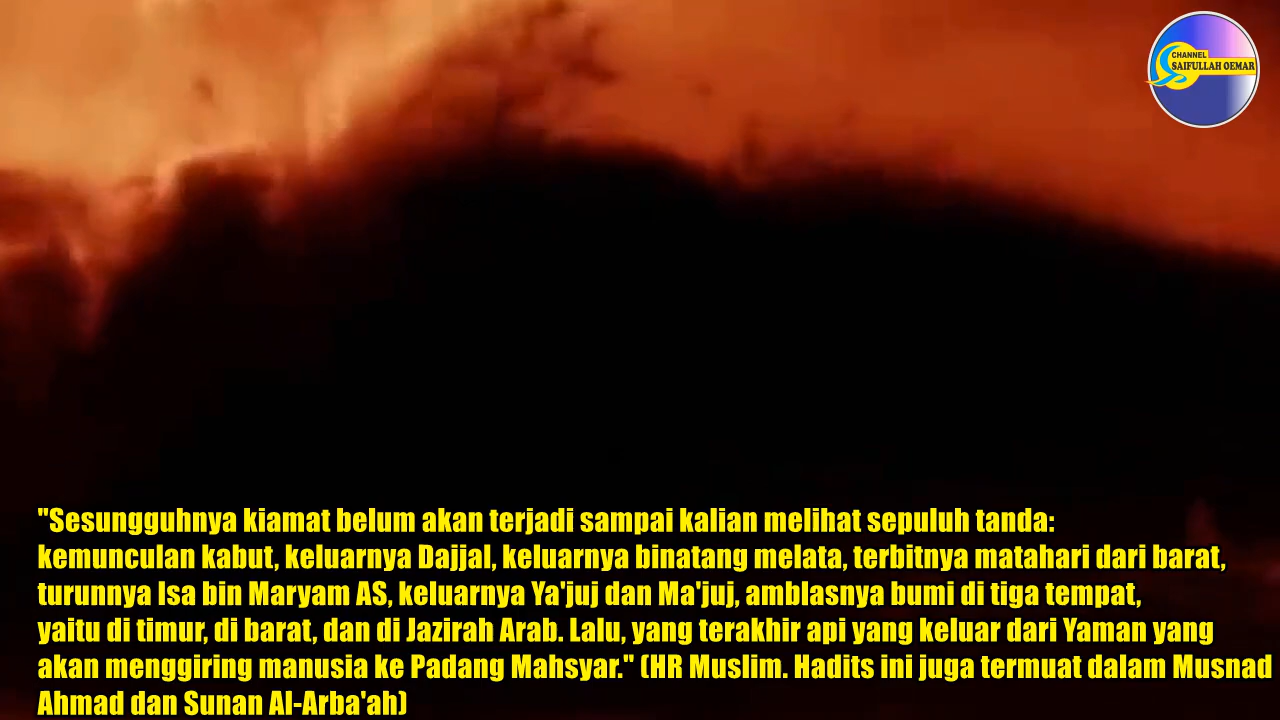 CHANNEL
SAIFULLAH OEMAR
"Sesungguhnya kiamat belum akan terjadi sampai kalian melihat sepuluh tanda:
kemunculan kabut, keluarnya Dajjal, keluarnya binatang melata, terbitnya matahari dari barat,
turunnya Isa bin Maryam AS, keluarnya Ya'juj dan Ma'juj, amblasnya bumi di tiga tempat,
yaitu di timur, di barat, dan di Jazirah Arab. Lalu, yang terakhir api yang keluar dari Yaman yang
akan menggiring manusia ke Padang Mahsyar." (HR Muslim. Hadits ini juga termuat dalam Musnad
Ahmad dan Sunan Al-Arba'ah)